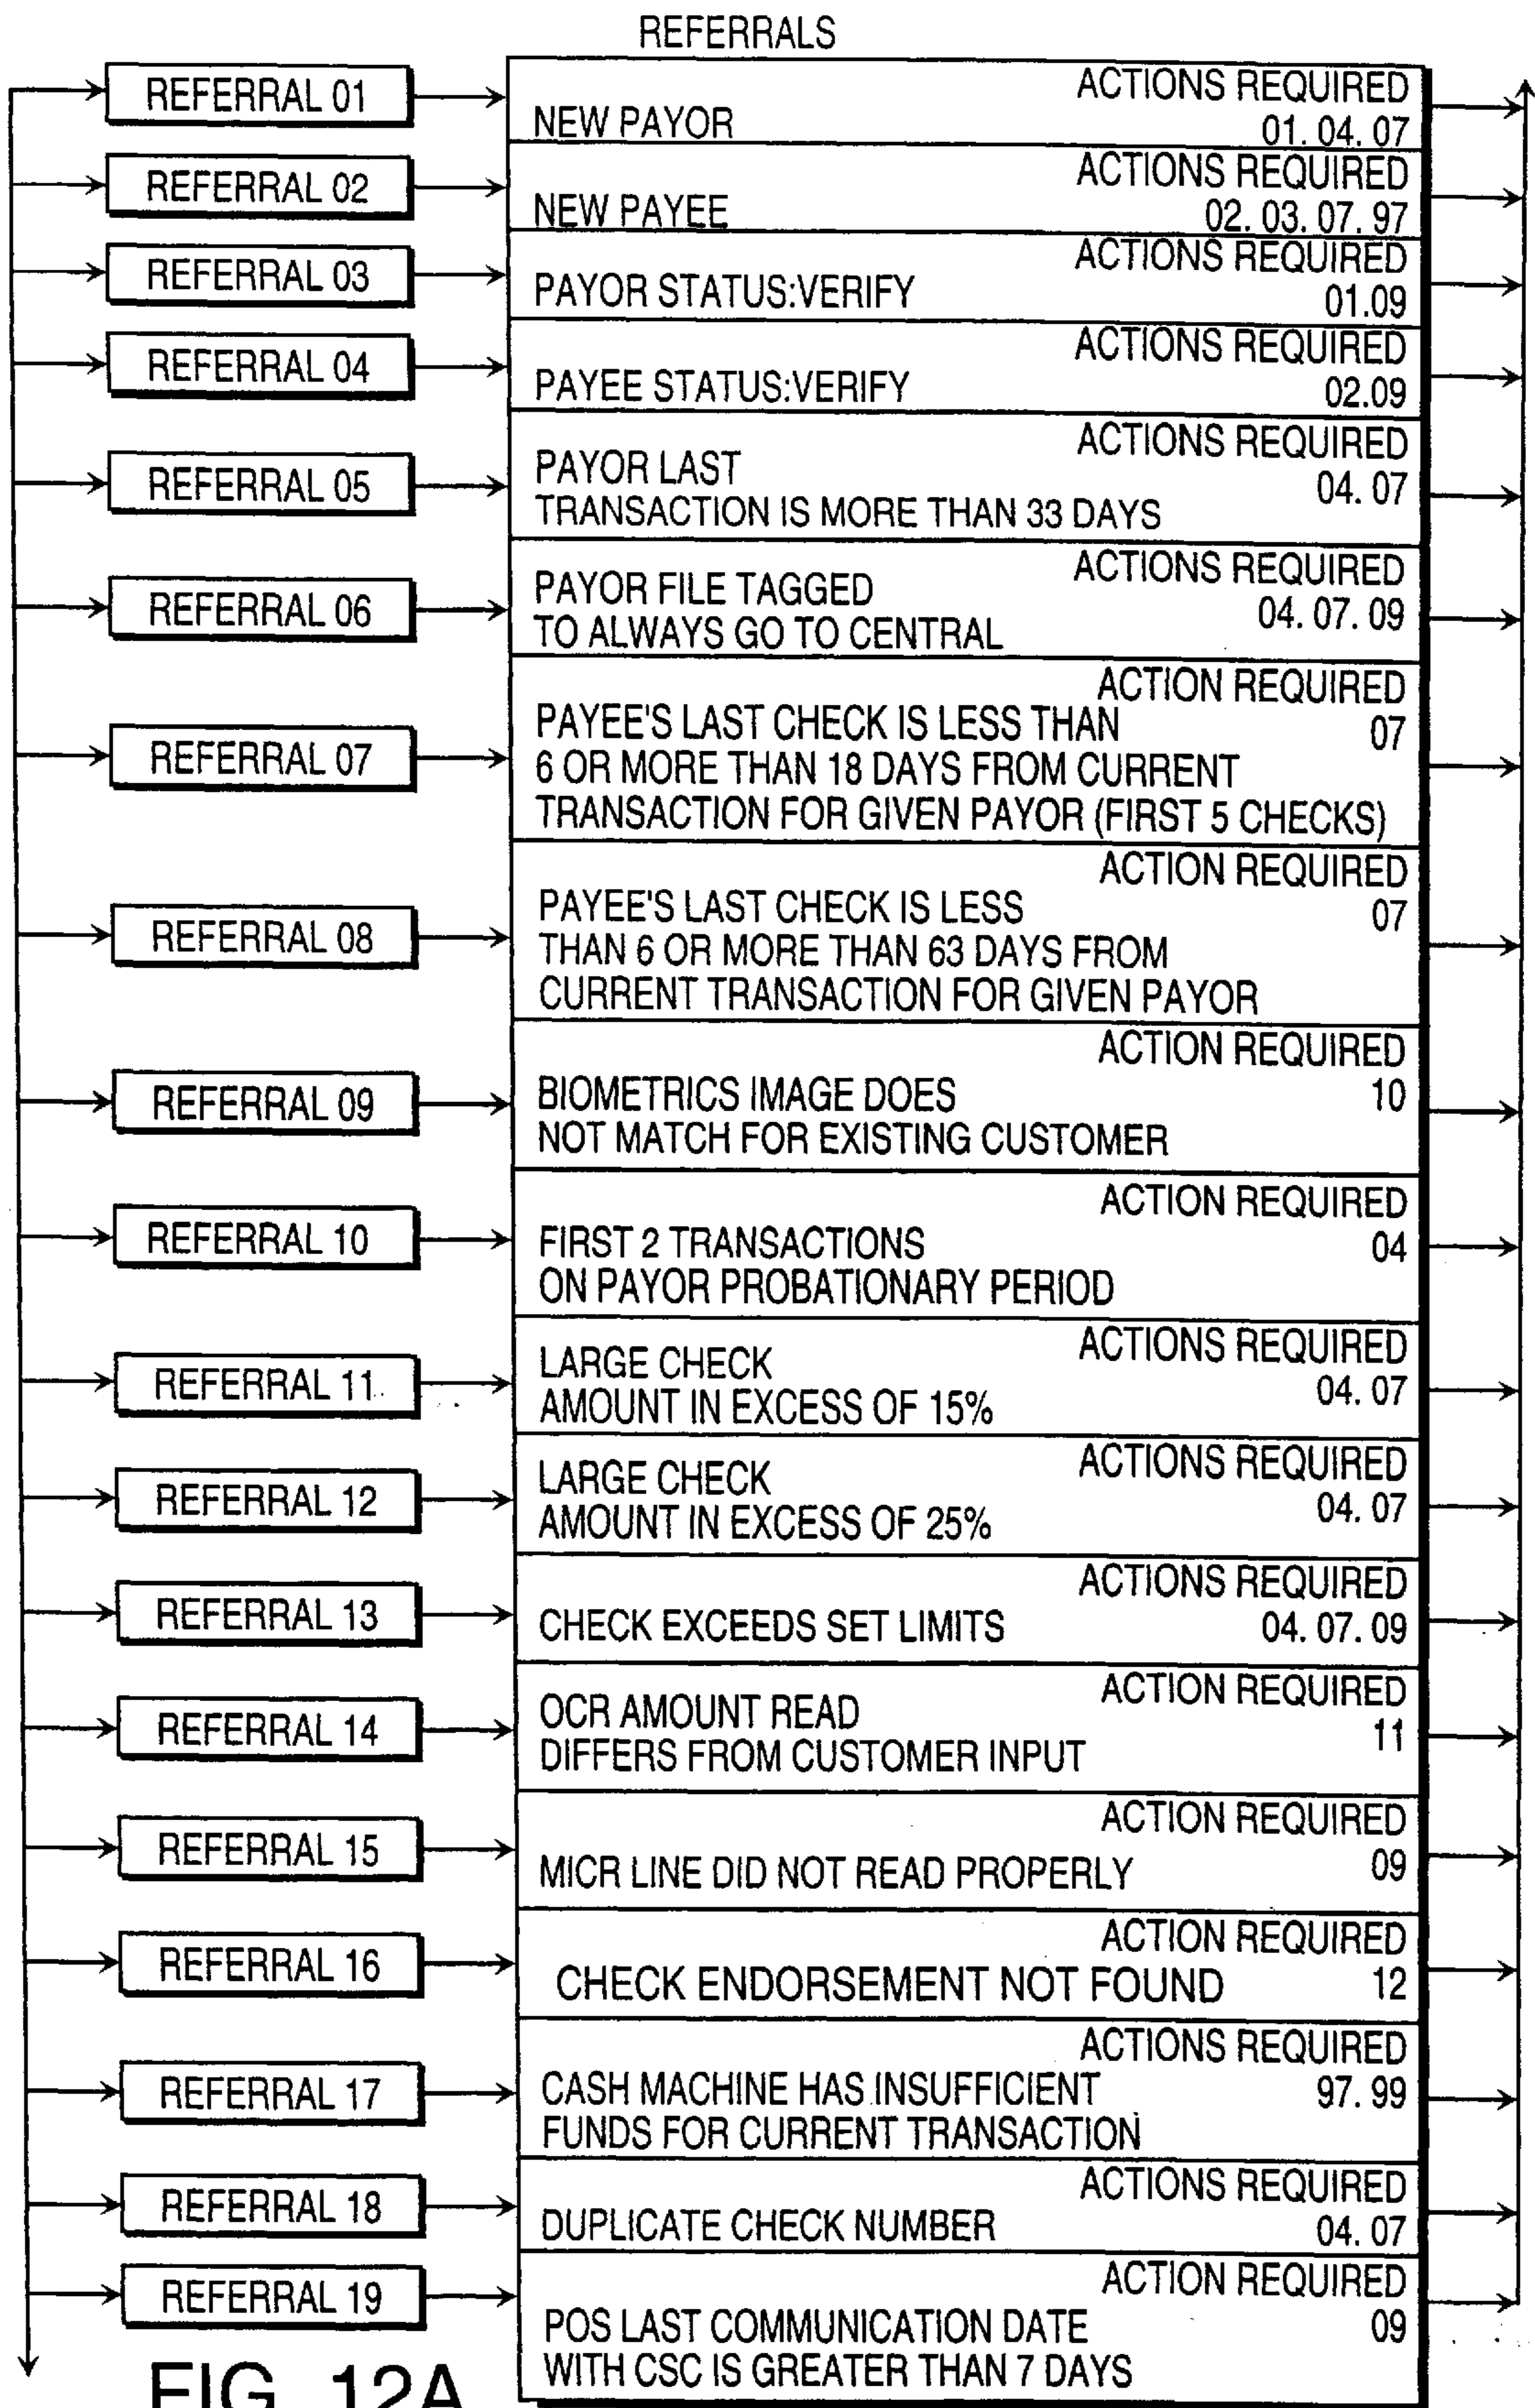 REFERRALS
REFERRAL 01
ACTIONS REQUIRED
NEW PAYOR
01. 04. 07
REFERRAL 02
ACTIONS REQUIRED
NEW PAYEE
02. 03. 07. 97
REFERRAL 03
ACTIONS REQUIRED
PAYOR STATUS:VERIFY
01.09
REFERRAL 04
ACTIONS REQUIRED
PAYEE STATUS:VERIFY
02.09
REFERRAL 05
ACTIONS REQUIRED
PAYOR LAST
04. 07
TRANSACTION IS MORE THAN 33 DAYS
REFERRAL 06
ACTIONS REQUIRED
PAYOR FILE TAGGED
04. 07. 09
TO ALWAYS GO TO CENTRAL
REFERRAL 07
ACTION REQUIRED
PAYEE'S LAST CHECK IS LESS THAN
07
6 OR MORE THAN 18 DAYS FROM CURRENT
TRANSACTION FOR GIVEN PAYOR (FIRST 5 CHECKS)
REFERRAL 08
ACTION REQUIRED
PAYEE'S LAST CHECK IS LESS
07
THAN 6 OR MORE THAN 63 DAYS FROM
CURRENT TRANSACTION FOR GIVEN PAYOR
REFERRAL 09
ACTION REQUIRED
BIOMETRICS IMAGE DOES
10
NOT MATCH FOR EXISTING CUSTOMER
REFERRAL 10
ACTION REQUIRED
FIRST 2 TRANSACTIONS
04
ON PAYOR PROBATIONARY PERIOD
REFERRAL 11
ACTIONS REQUIRED
LARGE CHECK
04. 07
AMOUNT IN EXCESS OF 15%
REFERRAL 12
ACTIONS REQUIRED
LARGE CHECK
04. 07
AMOUNT IN EXCESS OF 25%
REFERRAL 13
ACTIONS REQUIRED
CHECK EXCEEDS SET LIMITS
04. 07. 09
REFERRAL 14
ACTION REQUIRED
OCR AMOUNT READ
11
DIFFERS FROM CUSTOMER INPUT
REFERRAL 15
ACTION REQUIRED
MICR LINE DID NOT READ PROPERLY
09
REFERRAL 16
ACTION REQUIRED
CHECK ENDORSEMENT NOT FOUND
12
REFERRAL 17
ACTIONS REQUIRED
CASH MACHINE HAS INSUFFICIENT
97. 99
FUNDS FOR CURRENT TRANSACTION
REFERRAL 18
ACTIONS REQUIRED
DUPLICATE CHECK NUMBER
04. 07
REFERRAL 19
ACTION REQUIRED
POS LAST COMMUNICATION DATE
09
WITH CSC IS GREATER THAN 7 DAYS
FIG. 12A